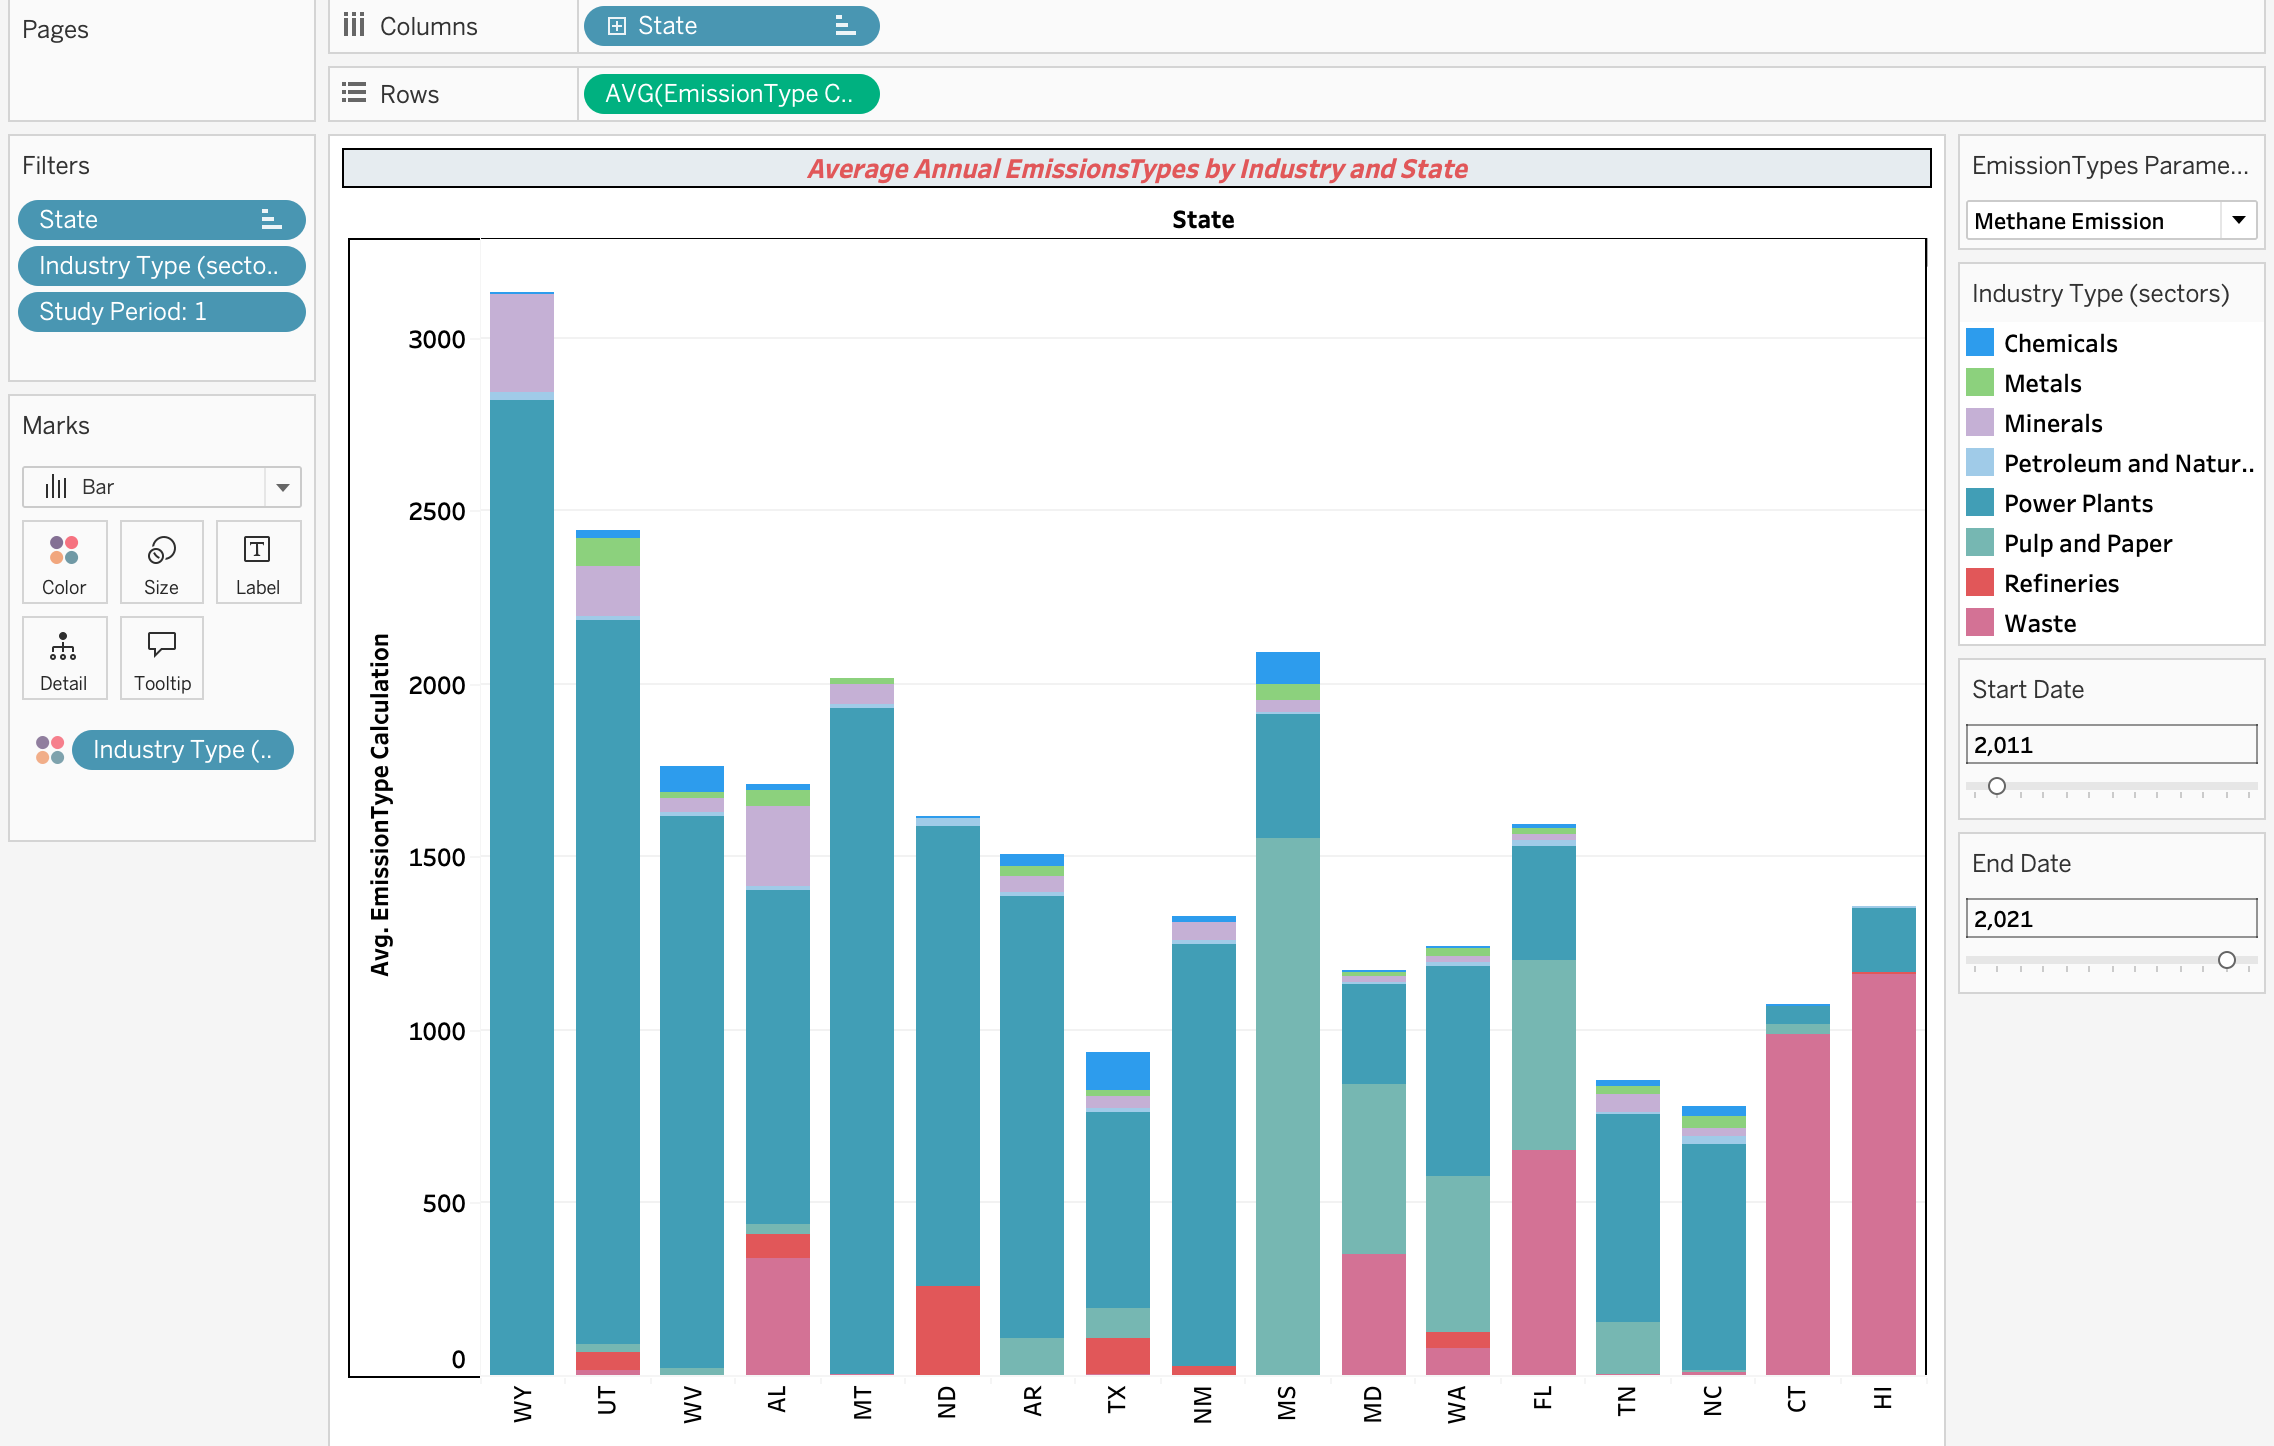 Pages
Columns
State
Rows
AVG(EmissionType C..
Filters
State
Industry Type (secto..
Study Period: 1
Marks
Bar
Color
Size
Label
Detail
Tooltip
Industry Type (..
Average Annual EmissionsTypes by Industry and State
State
Avg. EmissionType Calculation
3000
2500
2000
1500
1000
500
0
WY
UT
WV
AL
MT
ND
AR
TX
NM
MS
MD
WA
FL
TN
NC
CT
HI
EmissionTypes Parame...
Methane Emission
Industry Type (sectors)
Chemicals
Metals
Minerals
Petroleum and Natur..
Power Plants
Pulp and Paper
Refineries
Waste
Start Date
2,011
End Date
2,021